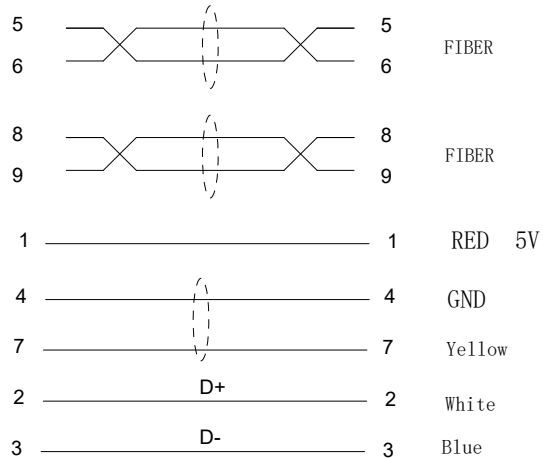 5 5
FIBER
6 6
8 8
FIBER
9 9
1 1 RED 5V
4 4 GND
7 7 Yellow
2 D+ 2 White
3 D- 3 Blue